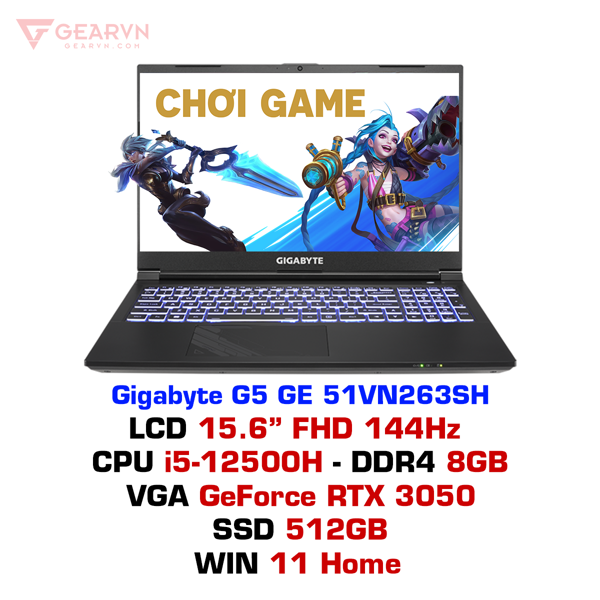 GEARVN
GEARVN.COM
CHƠI GAME
GIGABYTE
Gigabyte G5 GE 51VN263SH
LCD 15.6” FHD 144Hz
CPU i5-12500H - DDR4 8GB
VGA GeForce RTX 3050
SSD 512GB
WIN 11 Home